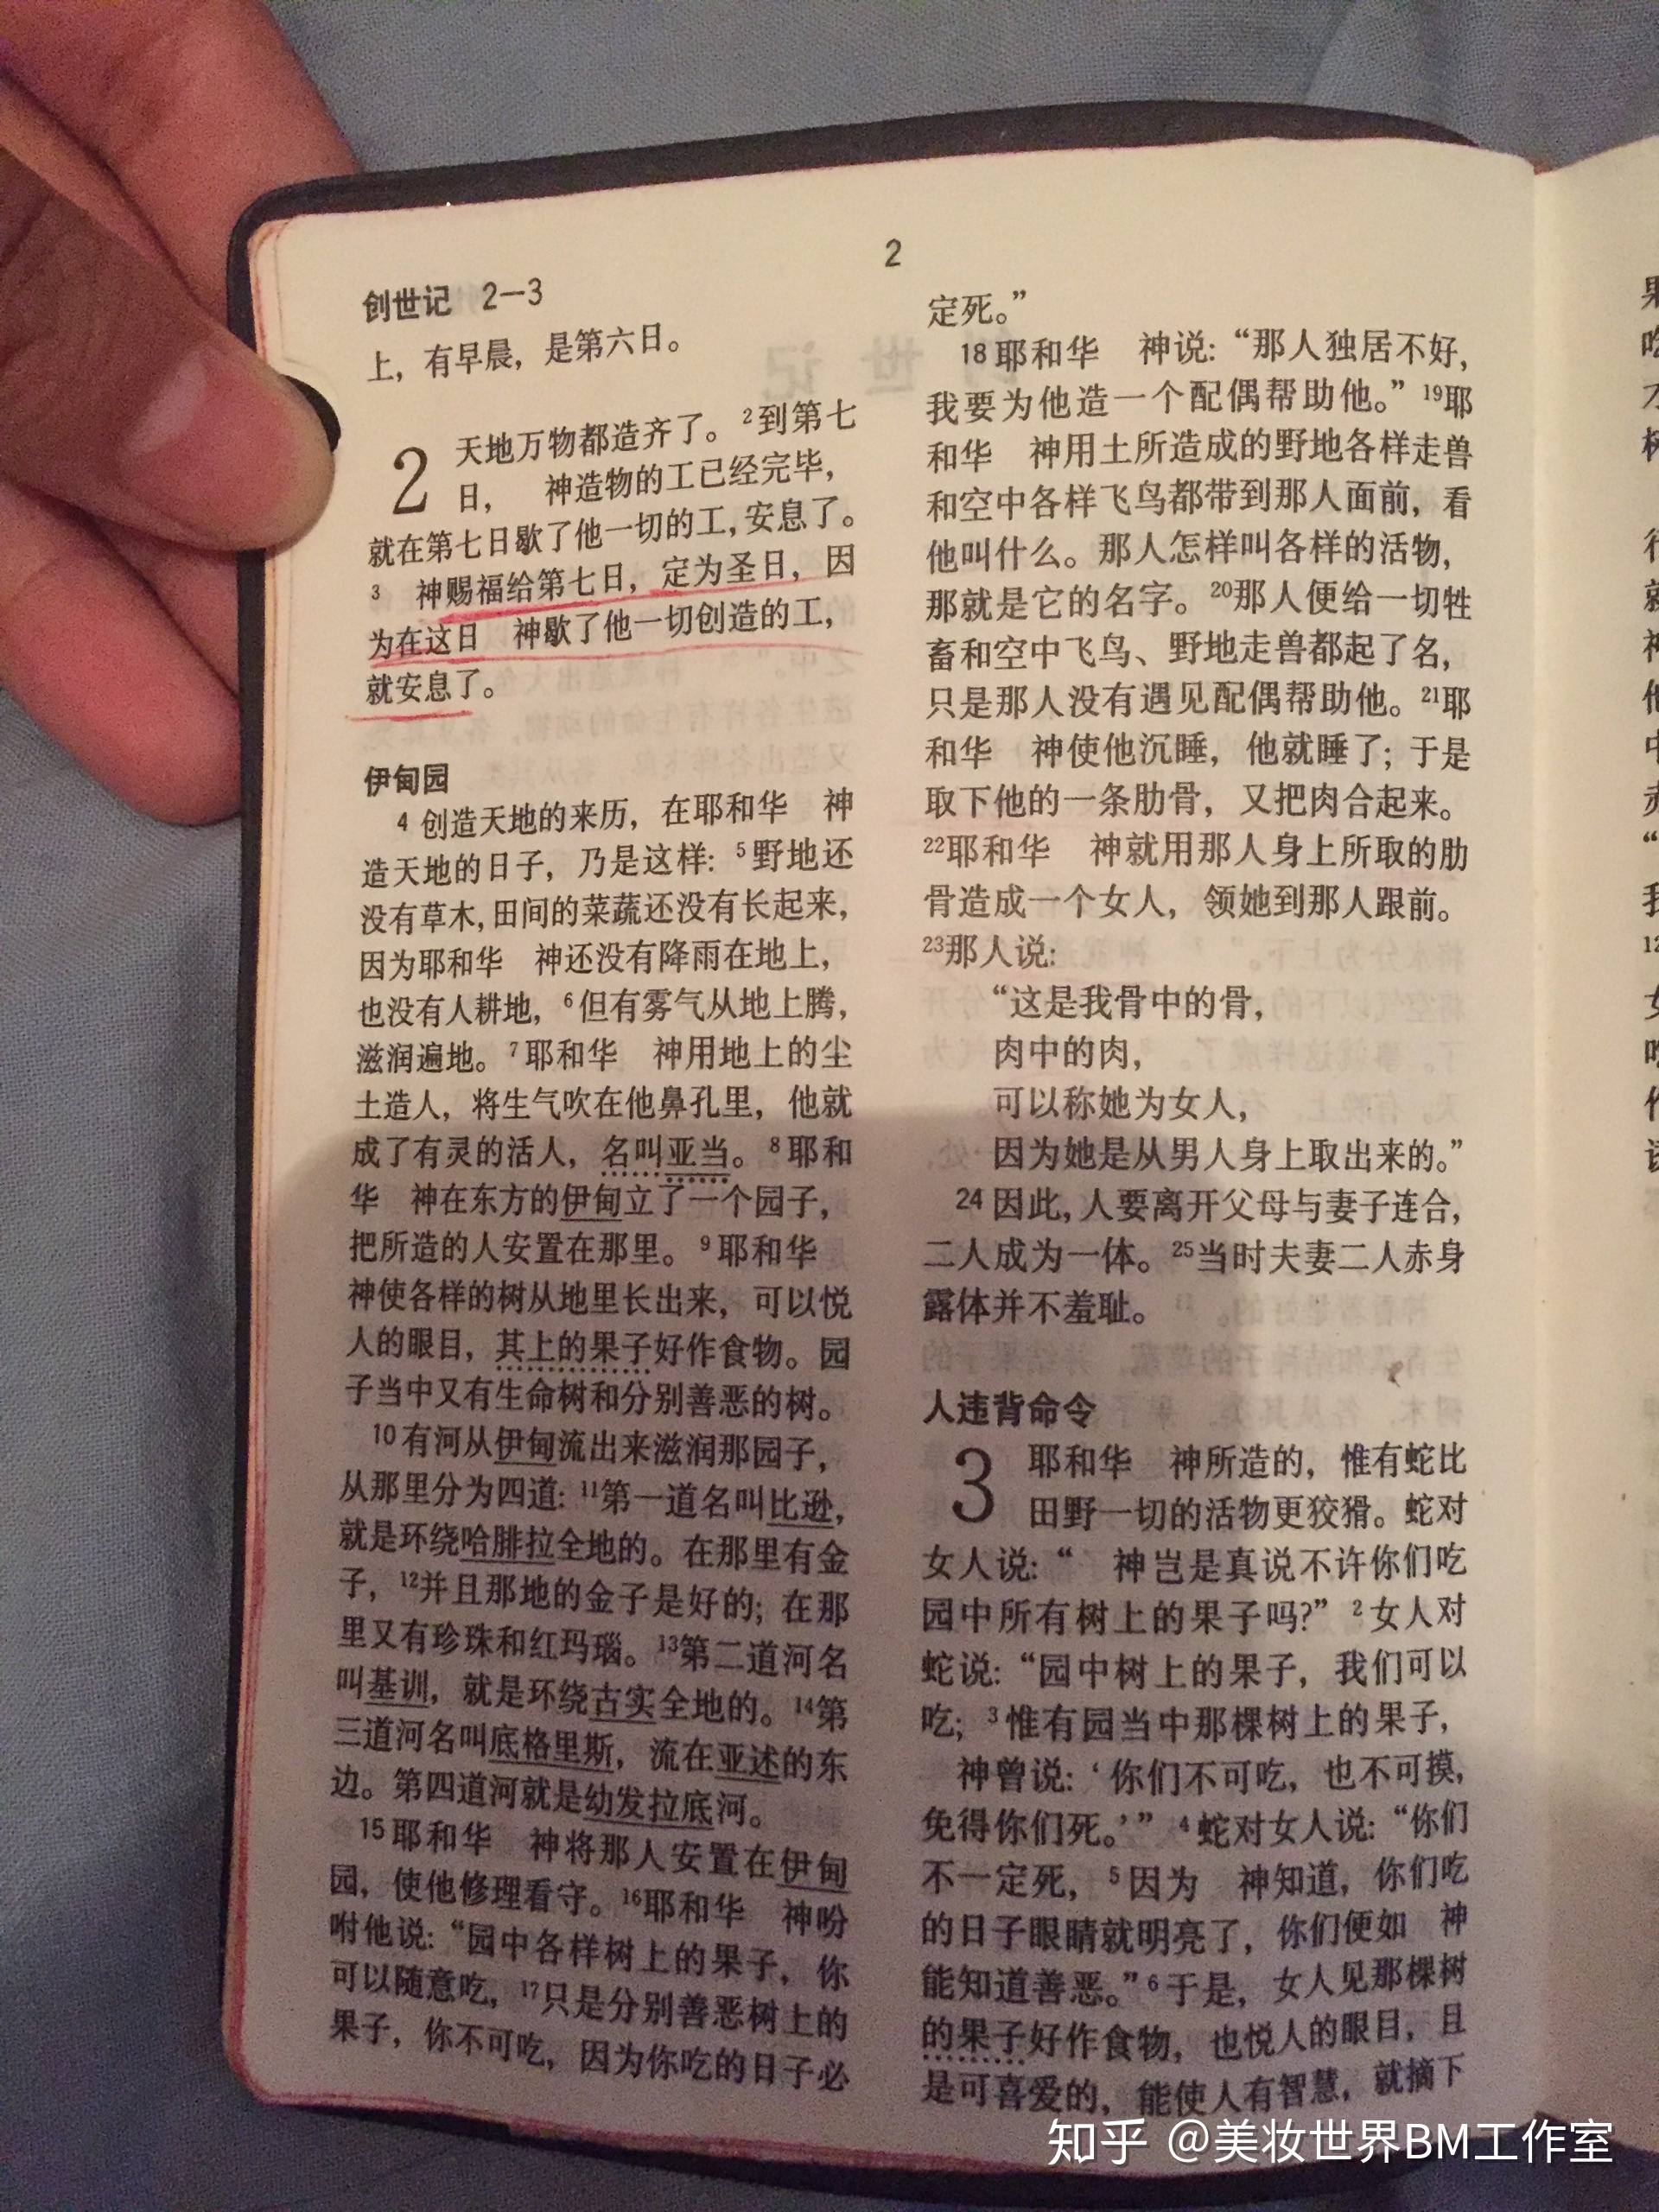 2
创世记 2—3
上，有早晨，是第六日。
2 天地万物都造齐了。2到第七
日， 神造物的工已经完毕，
就在第七日歇了他一切的工，安息了。
3 神赐福给第七日，定为圣日，因
为在这日 神歇了他一切创造的工，
就安息了。
伊甸园
4 创造天地的来历，在耶和华 神
造天地的日子，乃是这样：5野地还
没有草木，田间的菜蔬还没有长起来，
因为耶和华 神还没有降雨在地上，
也没有人耕地，6但有雾气从地上腾，
滋润遍地。7耶和华 神用地上的尘
土造人，将生气吹在他鼻孔里，他就
成了有灵的活人，名叫亚当。8耶和
华 神在东方的伊甸立了一个园子，
把所造的人安置在那里。9耶和华
神使各样的树从地里长出来，可以悦
人的眼目，其上的果子好作食物。园
子当中又有生命树和分别善恶的树。
10有河从伊甸流出来滋润那园子，
从那里分为四道：11第一道名叫比逊，
就是环绕哈腓拉全地的。在那里有金
子，12并且那地的金子是好的；在那
里又有珍珠和红玛瑙。13第二道河名
叫基训，就是环绕古实全地的。14第
三道河名叫底格里斯，流在亚述的东
边。第四道河就是幼发拉底河。
15耶和华 神将那人安置在伊甸
园，使他修理看守。16耶和华 神吩
咐他说：“园中各样树上的果子，你
可以随意吃，17只是分别善恶树上的
果子，你不可吃，因为你吃的日子必
定死。”
18耶和华 神说：“那人独居不好，
我要为他造一个配偶帮助他。”19耶
和华 神用土所造成的野地各样走兽
和空中各样飞鸟都带到那人面前，看
他叫什么。那人怎样叫各样的活物，
那就是它的名字。20那人便给一切牲
畜和空中飞鸟、野地走兽都起了名，
只是那人没有遇见配偶帮助他。21耶
和华 神使他沉睡，他就睡了；于是
取下他的一条肋骨，又把肉合起来。
22耶和华 神就用那人身上所取的肋
骨造成一个女人，领她到那人跟前。
23那人说：
“这是我骨中的骨，
肉中的肉，
可以称她为女人，
因为她是从男人身上取出来的。”
24因此，人要离开父母与妻子连合，
二人成为一体。25当时夫妻二人赤身
露体并不羞耻。
人违背命令
3 耶和华 神所造的，惟有蛇比
田野一切的活物更狡猾。蛇对
女人说：“ 神岂是真说不许你们吃
园中所有树上的果子吗？”2女人对
蛇说：“园中树上的果子，我们可以
吃；3惟有园当中那棵树上的果子，
神曾说：‘你们不可吃，也不可摸，
免得你们死。’”4蛇对女人说：“你们
不一定死，5因为 神知道，你们吃
的日子眼睛就明亮了，你们便如 神
能知道善恶。”6于是，女人见那棵树
的果子好作食物，也悦人的眼目，且
是可喜爱的，能使人有智慧，就摘下
知乎 @美妆世界BM工作室